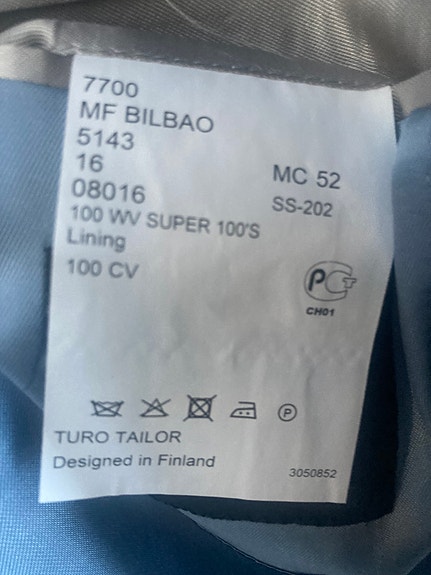 7700
MF BILBAO
5143
16
08016
MC 52
SS-202
100 WV SUPER 100'S
Lining
100 CV
PCT
CH01
P
TURO TAILOR
Designed in Finland
3050852